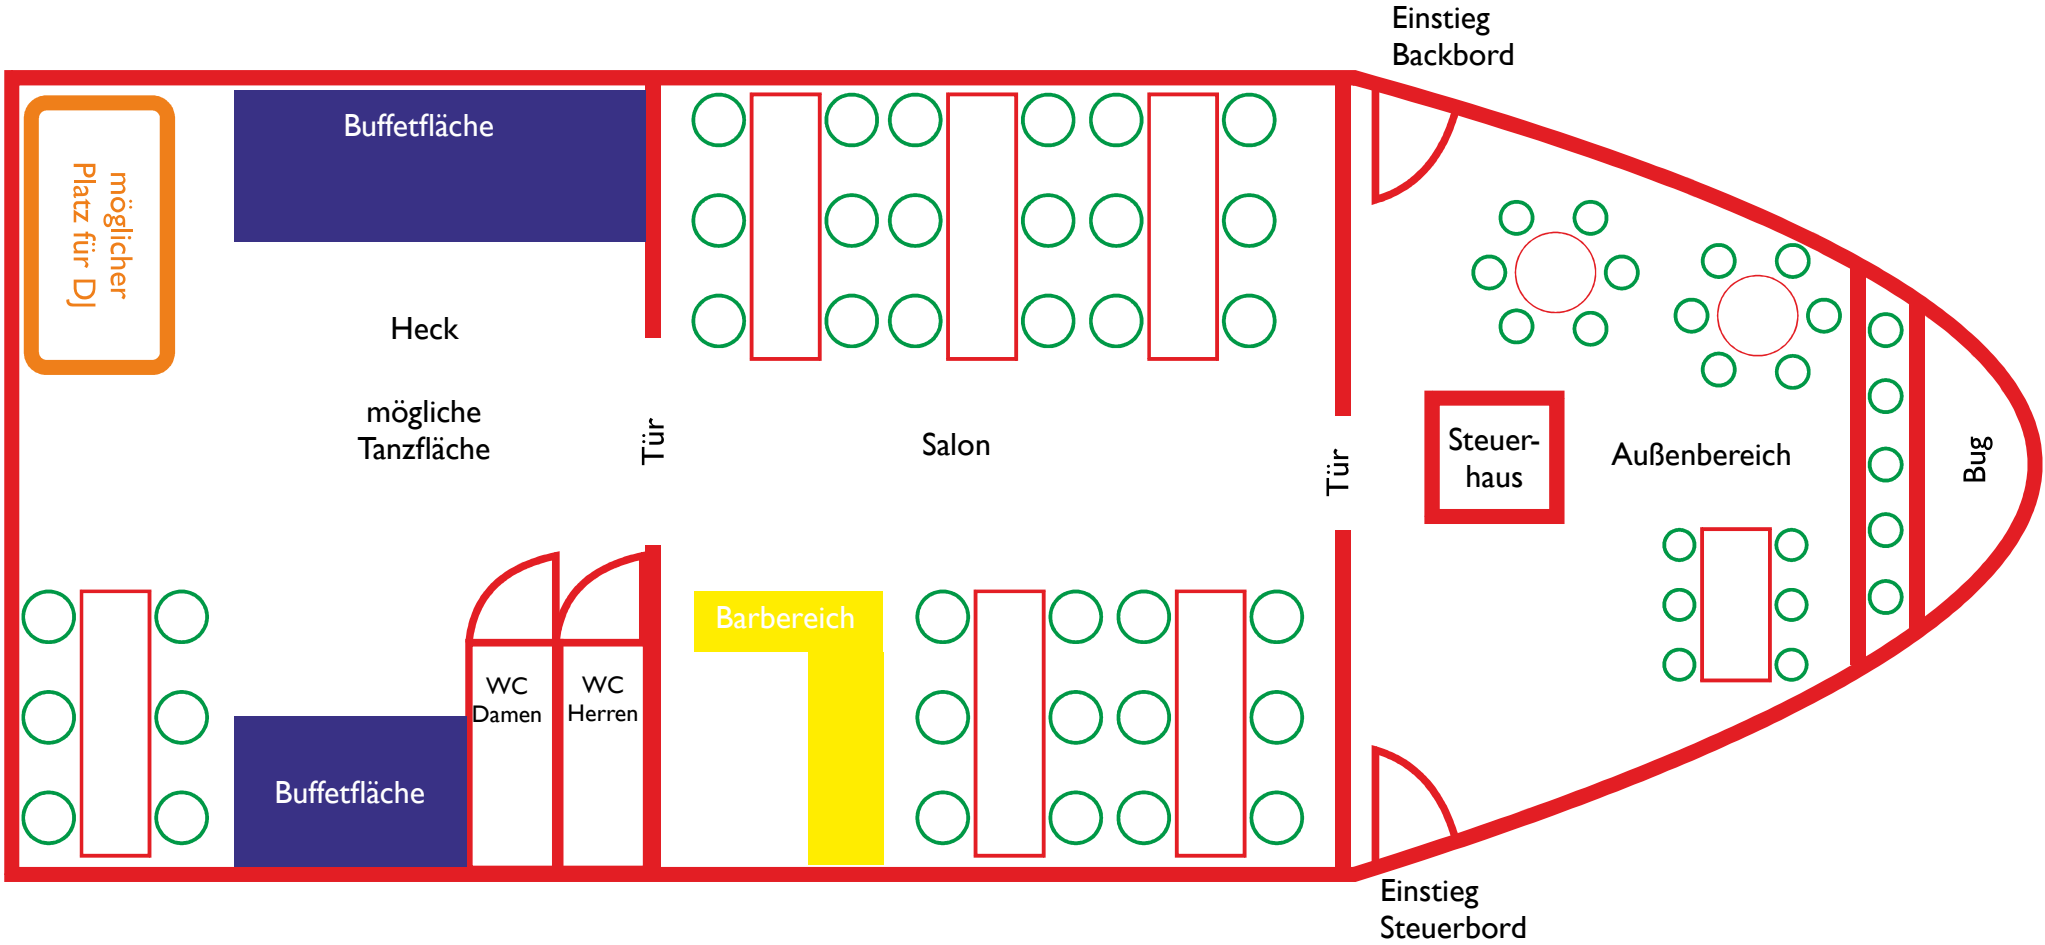 Einstieg
Backbord
Buffetfläche
möglicher
Platz für DJ
Heck
mögliche
Tanzfläche
Tür
Salon
Tür
Steuer-
haus
Außenbereich
Bug
Barbereich
WC
Damen
WC
Herren
Buffetfläche
Einstieg
Steuerbord